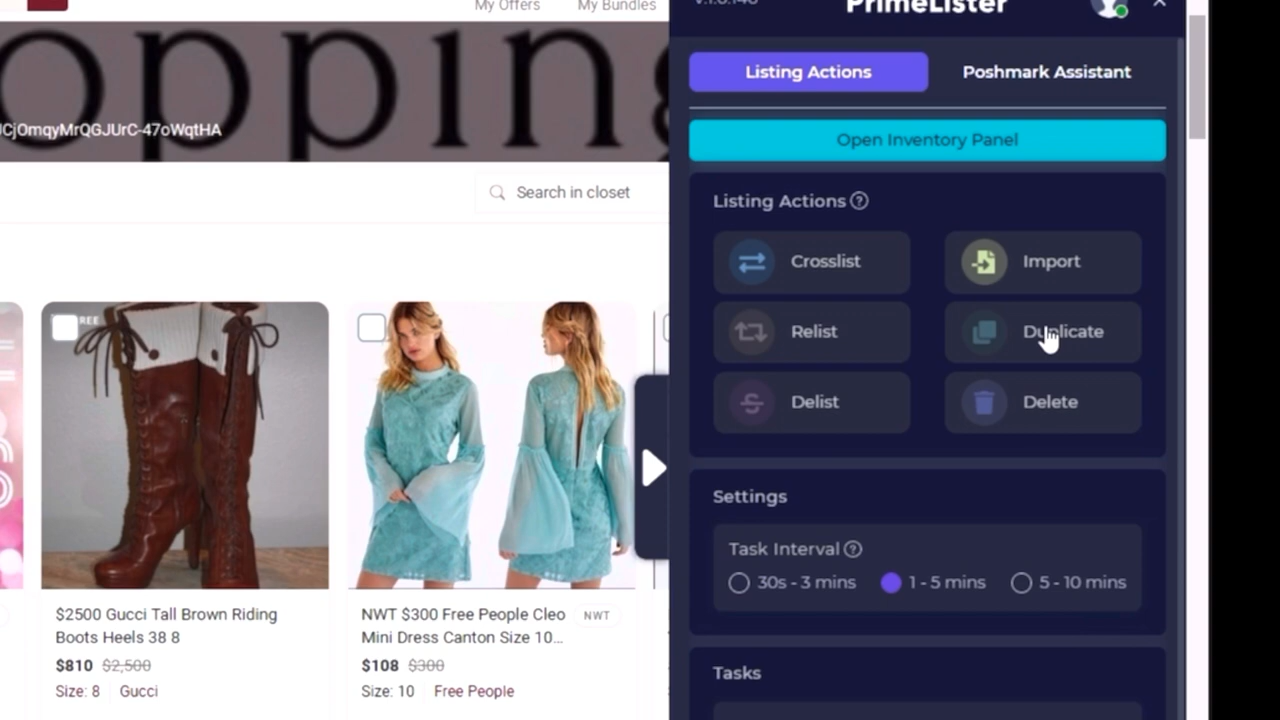 My Offers
My Bundles
opping
JCjOmqyMrQGJUrC-47oWqtHA
Search in closet
REE
$2500 Gucci Tall Brown Riding
Boots Heels 38 8
$810 $2,500
Size: 8 Gucci
NWT $300 Free People Cleo
Mini Dress Canton Size 10…
NWT
$108 $300
Size: 10 Free People
PrimeLister
Listing Actions
Poshmark Assistant
Open Inventory Panel
Listing Actions
Crosslist
Import
Relist
Duplicate
Delist
Delete
Settings
Task Interval
30s - 3 mins
1 - 5 mins
5 - 10 mins
Tasks